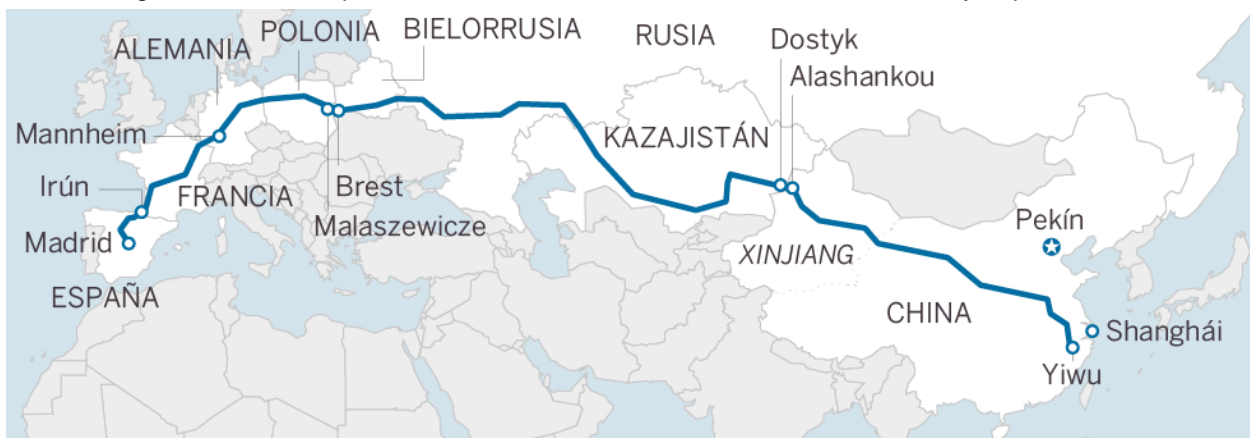 POLONIA
BIELORRUSIA
RUSIA
Dostyk
ALEMANIA
Alashankou
Mannheim
KAZAJISTÁN
Irún
FRANCIA
Brest
Malaszewicze
Pekín
Madrid
XINJIANG
ESPAÑA
CHINA
Shanghái
Yiwu